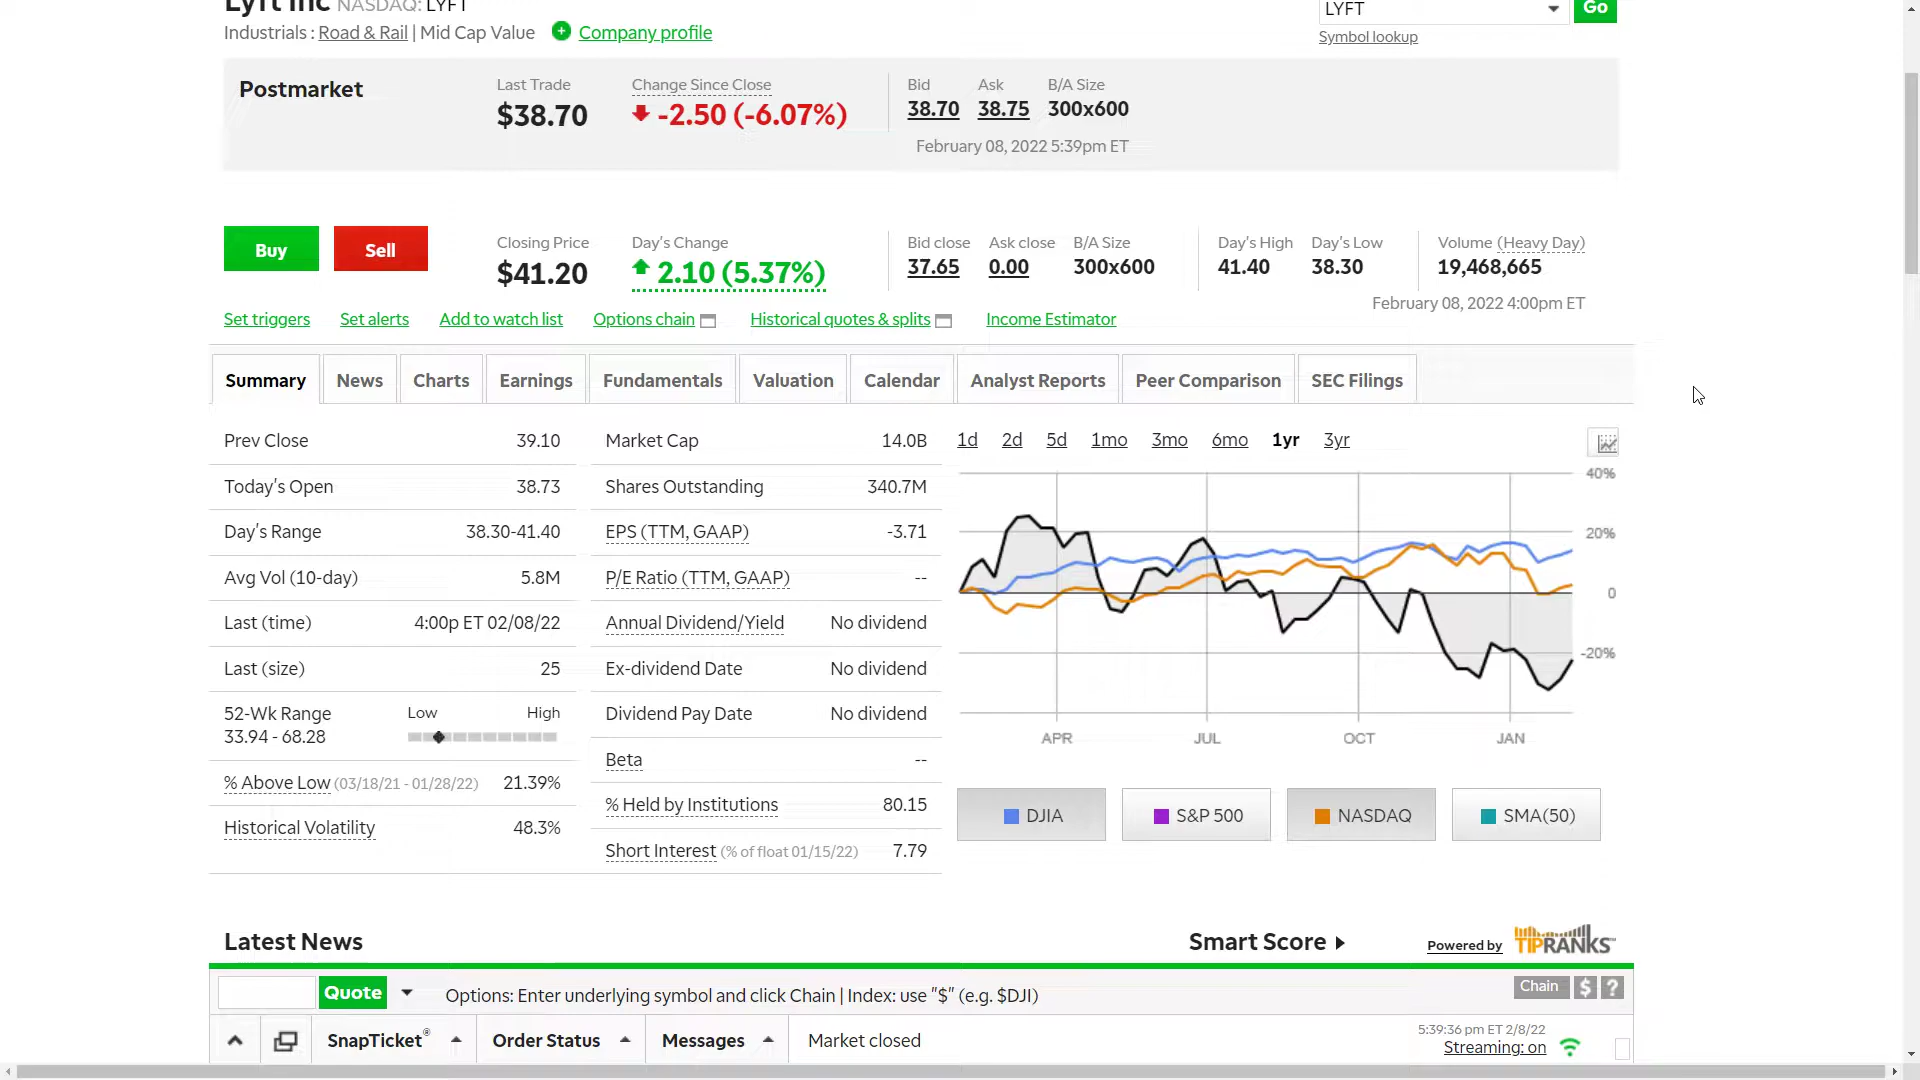 Lyft Inc NASDAQ: LYFT
LYFT
Go
Industrials : Road & Rail | Mid Cap Value
Company profile
Symbol lookup
Postmarket
Last Trade
$38.70
Change Since Close
-2.50 (-6.07%)
Bid
38.70
Ask
38.75
B/A Size
300x600
February 08, 2022 5:39pm ET
Buy
Sell
Closing Price
$41.20
Day's Change
2.10 (5.37%)
Bid close
37.65
Ask close
0.00
B/A Size
300x600
Day's High
41.40
Day's Low
38.30
Volume (Heavy Day)
19,468,665
February 08, 2022 4:00pm ET
Set triggers
Set alerts
Add to watch list
Options chain
Historical quotes & splits
Income Estimator
Summary
News
Charts
Earnings
Fundamentals
Valuation
Calendar
Analyst Reports
Peer Comparison
SEC Filings
Prev Close 39.10
Today's Open 38.73
Day's Range 38.30-41.40
Avg Vol (10-day) 5.8M
Last (time) 4:00p ET 02/08/22
Last (size) 25
52-Wk Range Low High
33.94 - 68.28
% Above Low (03/18/21 - 01/28/22) 21.39%
Historical Volatility 48.3%
Market Cap 14.0B
Shares Outstanding 340.7M
EPS (TTM, GAAP) -3.71
P/E Ratio (TTM, GAAP) --
Annual Dividend/Yield No dividend
Ex-dividend Date No dividend
Dividend Pay Date No dividend
Beta --
% Held by Institutions 80.15
Short Interest (% of float 01/15/22) 7.79
1d 2d 5d 1mo 3mo 6mo 1yr 3yr
40%
20%
0
-20%
APR JUL OCT JAN
DJIA
S&P 500
NASDAQ
SMA(50)
Latest News
Smart Score
Powered by TIPRANKS
Quote
Options: Enter underlying symbol and click Chain | Index: use "$" (e.g. $DJI)
Chain $ ?
SnapTicket®
Order Status
Messages
Market closed
5:39:36 pm ET 2/8/22
Streaming: on